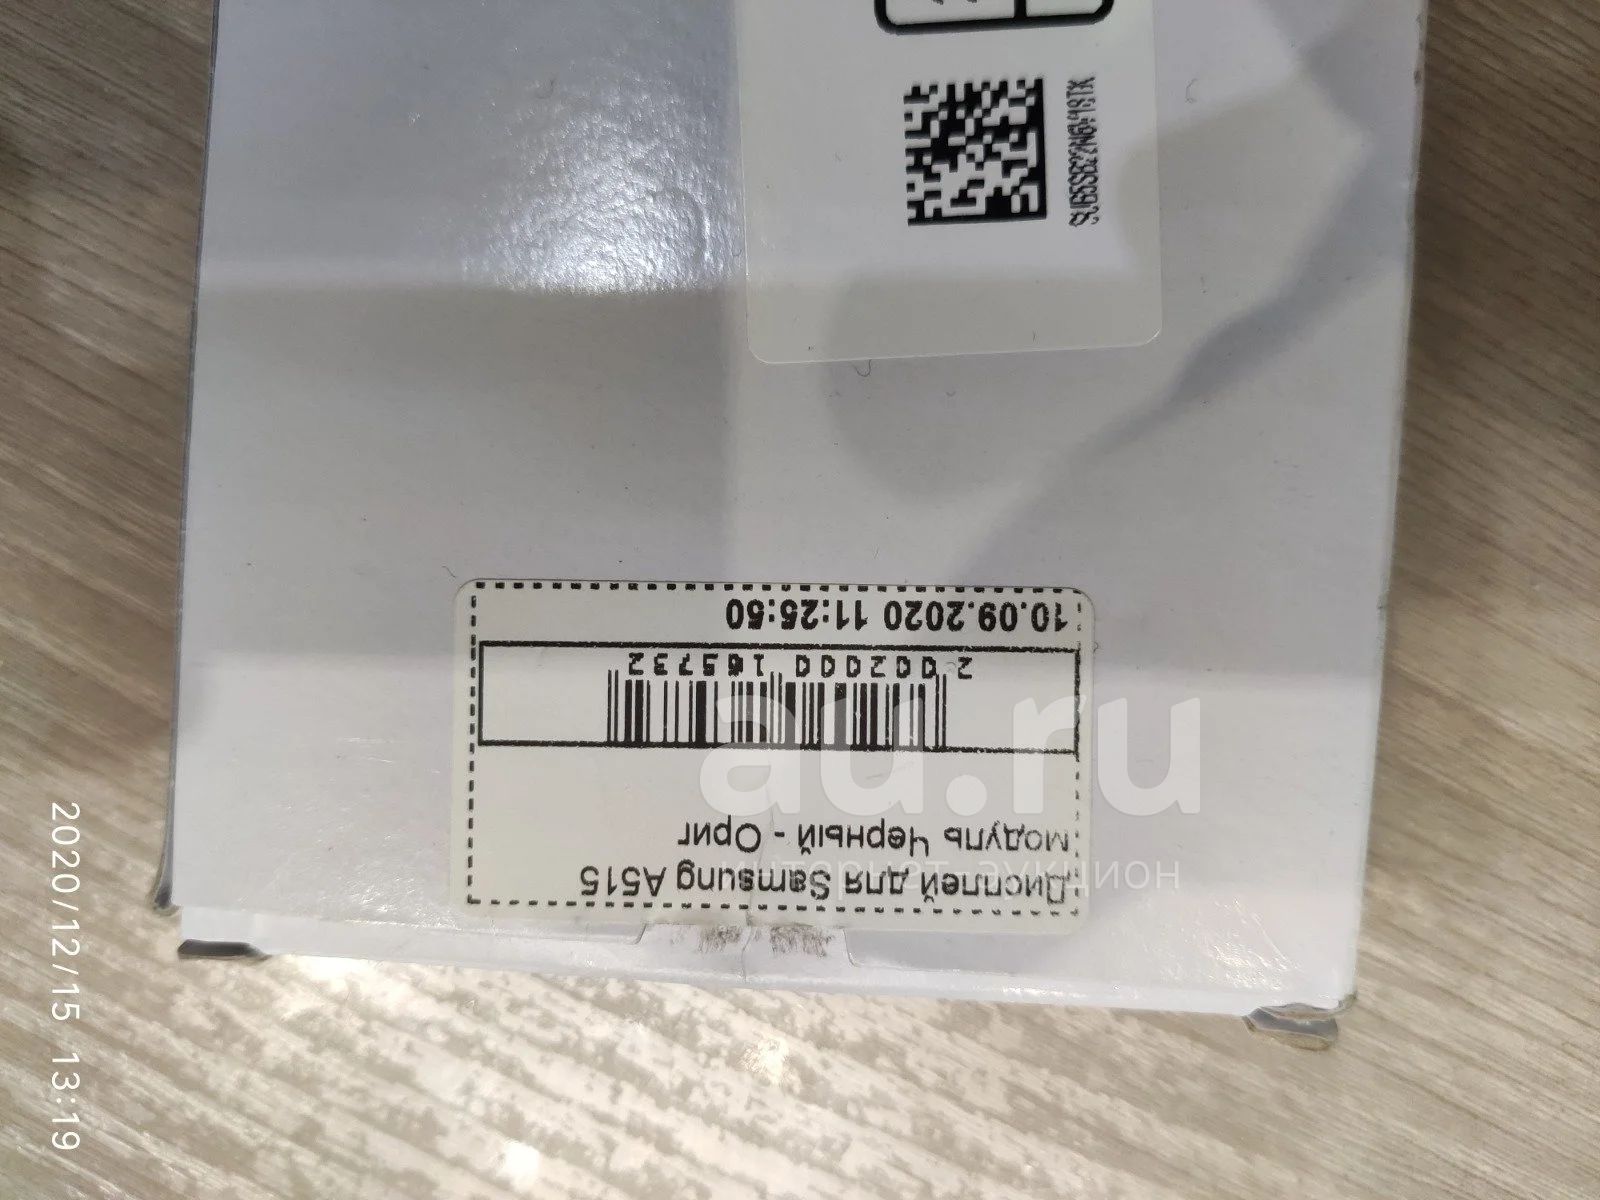 Дисплей для Samsung A515
модуль Черный - Ориг
2 002000 165732
10.09.2020 11:25:50
au.ru
интернет-аукцион
2020/12/15 13:19